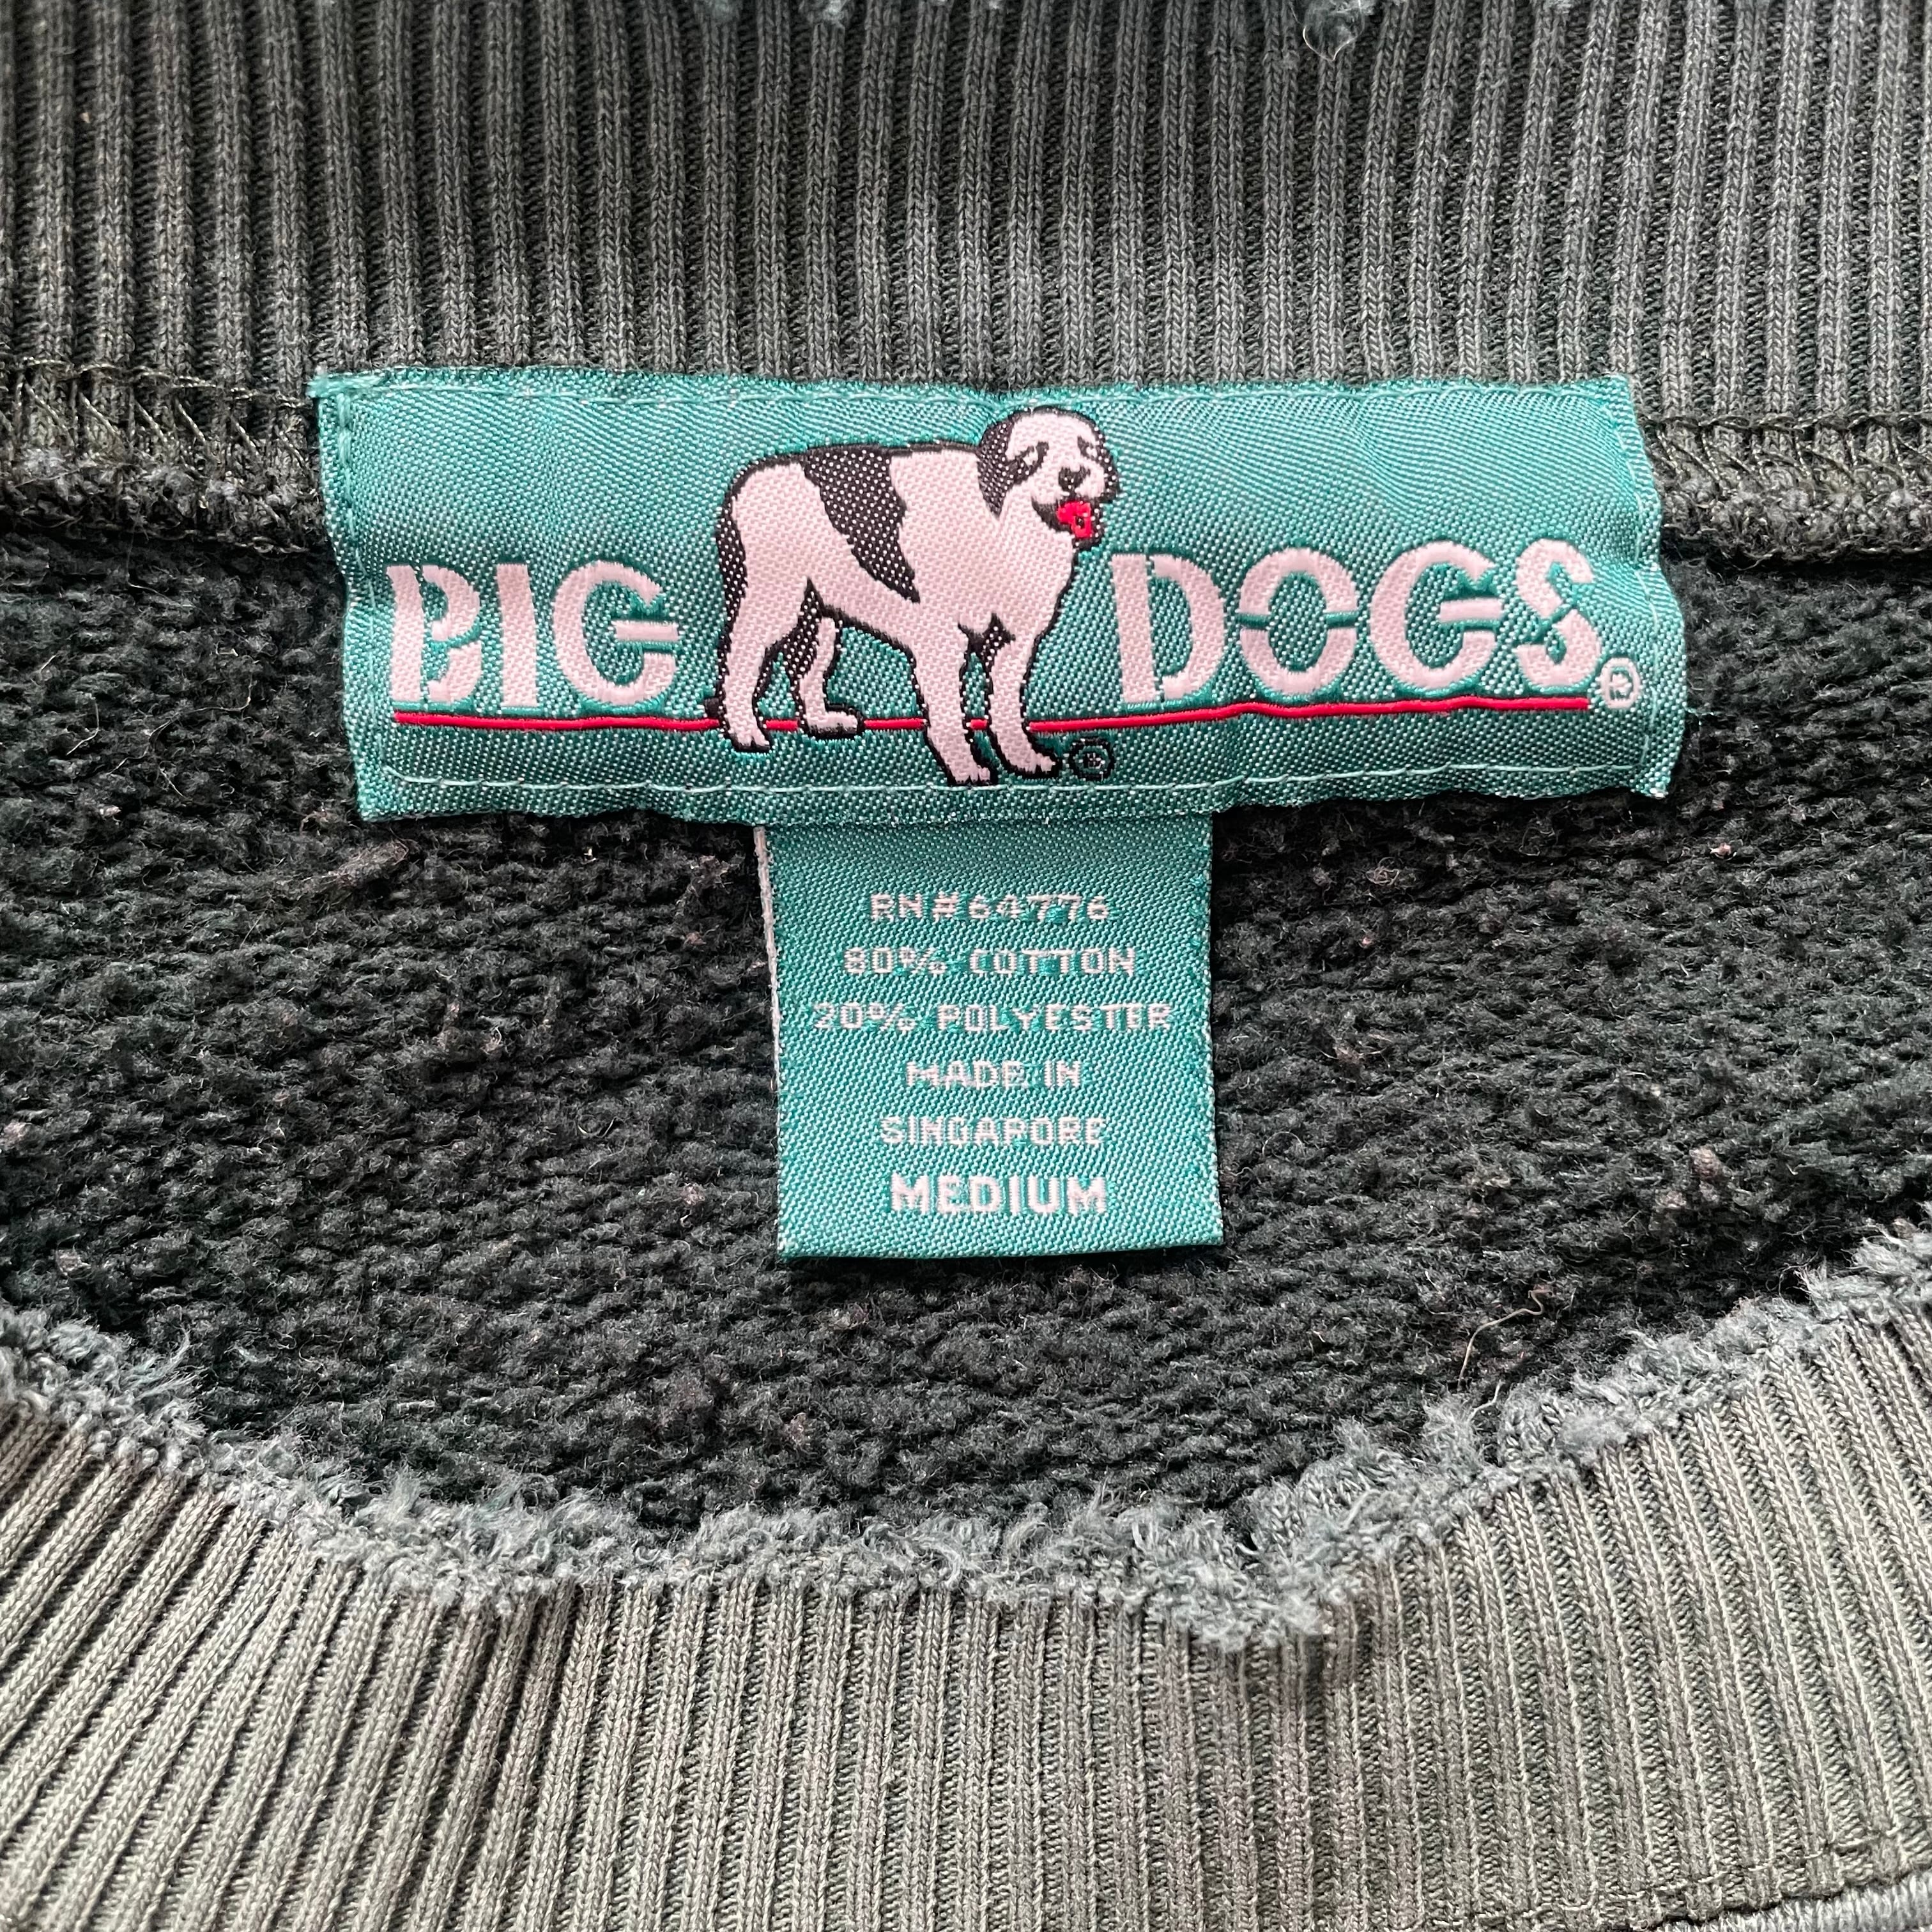 BIG DOGS®
®
RN#64776
80% COTTON
20% POLYESTER
MADE IN
SINGAPORE
MEDIUM